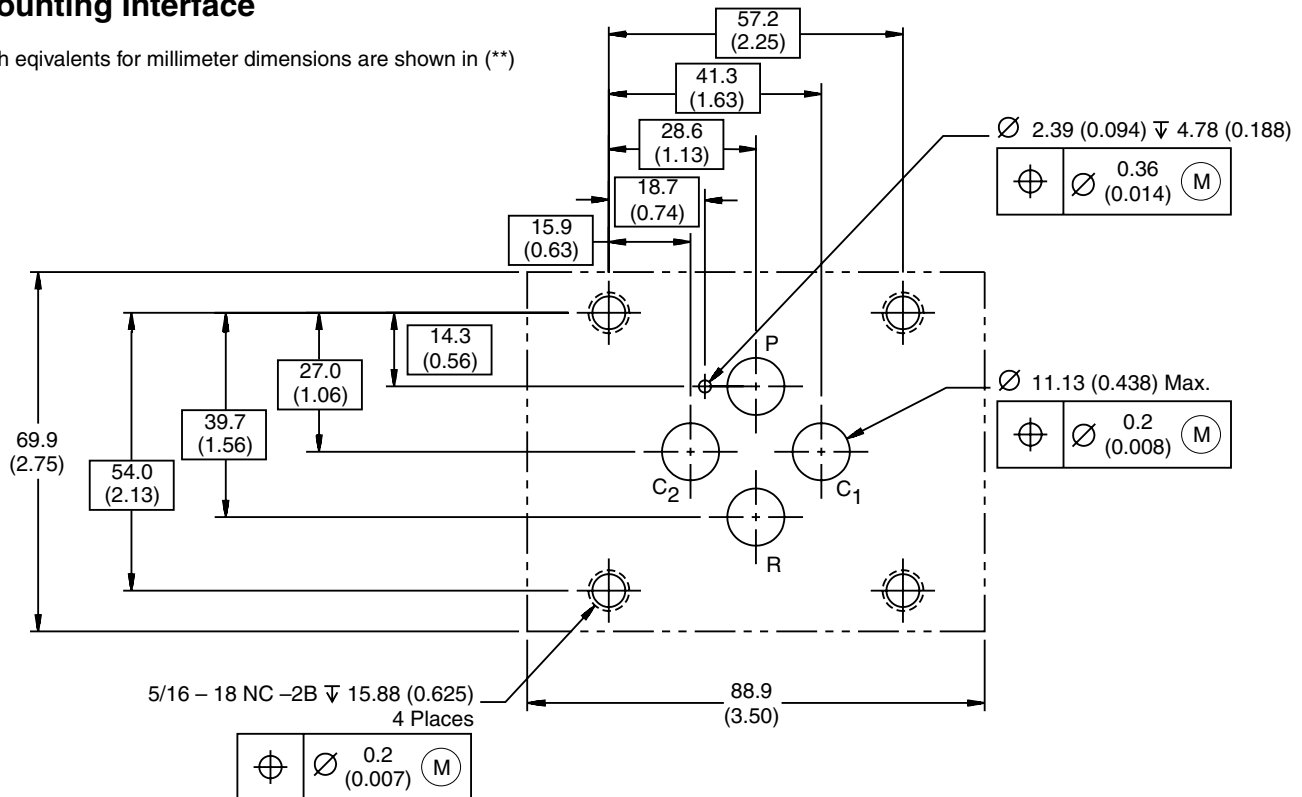 ounting Interface
h eqivalents for millimeter dimensions are shown in (**)
57.2
(2.25)
41.3
(1.63)
28.6
(1.13)
18.7
(0.74)
15.9
(0.63)
⌀ 2.39 (0.094) ↧ 4.78 (0.188)
⌖ ⌀ 0.36
(0.014) Ⓜ
14.3
(0.56)
27.0
(1.06)
39.7
(1.56)
54.0
(2.13)
69.9
(2.75)
P
C2
C1
R
⌀ 11.13 (0.438) Max.
⌖ ⌀ 0.2
(0.008) Ⓜ
5/16 – 18 NC –2B ↧ 15.88 (0.625)
4 Places
⌖ ⌀ 0.2
(0.007) Ⓜ
88.9
(3.50)